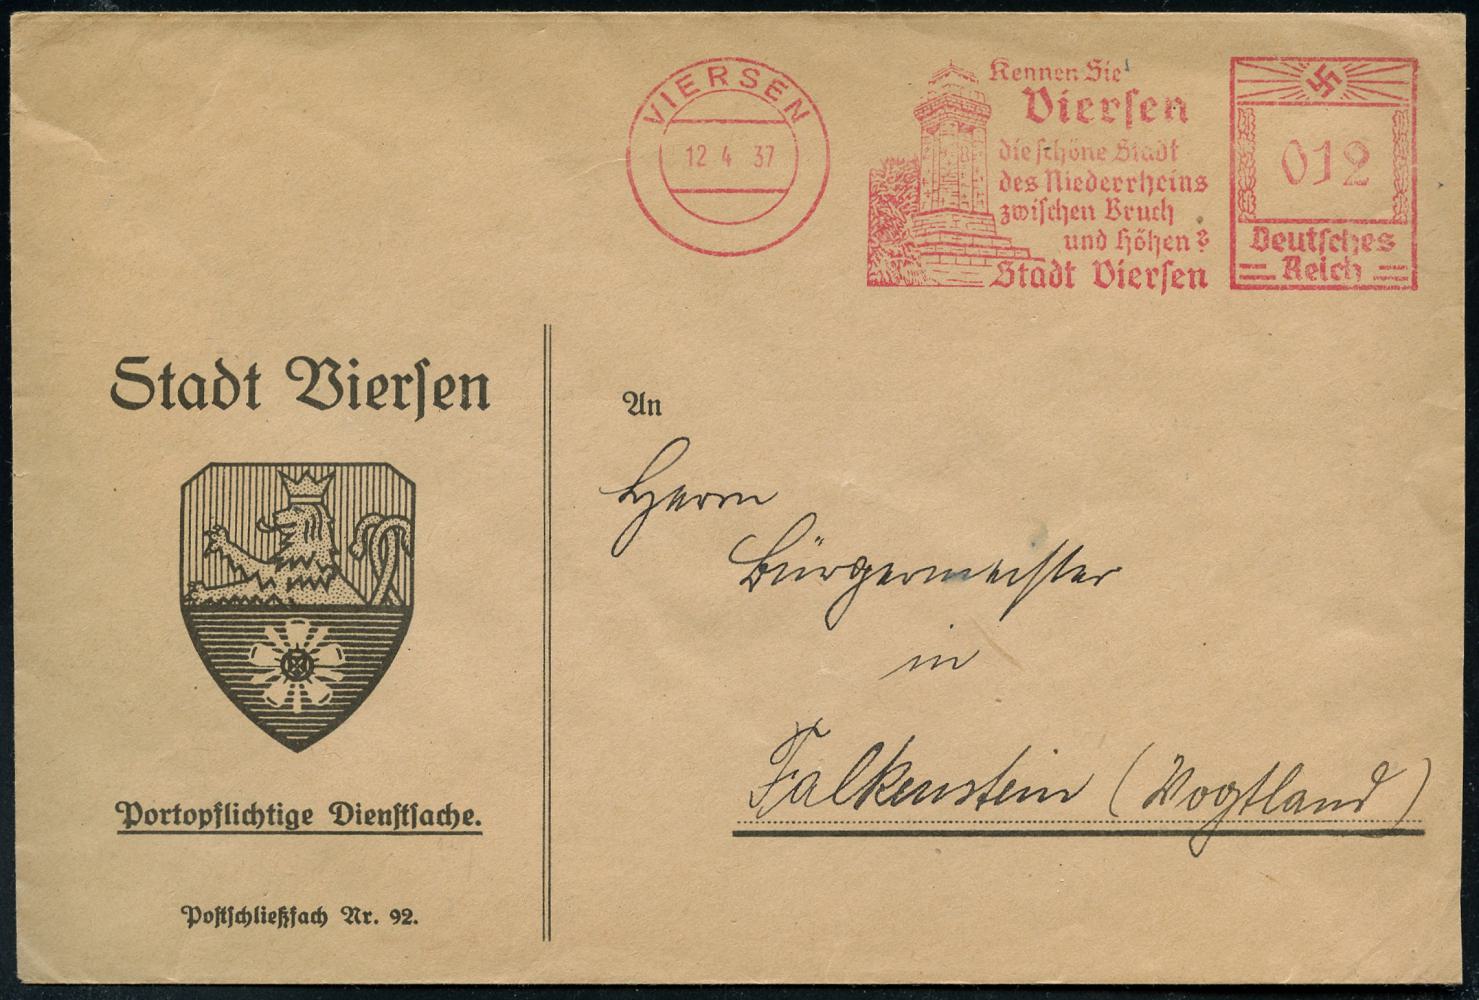 VIERSEN
12 4 37
Kennen Sie
Viersen
die schöne Stadt
des Niederrheins
zwischen Bruch
und Höhen?
Stadt Viersen
012
Deutsches
Reich
Stadt Viersen
Portopflichtige Dienstsache.
Postschließfach Nr. 92.
An
Herrn
Bürgermeister
in
Falkenstein (Vogtland)